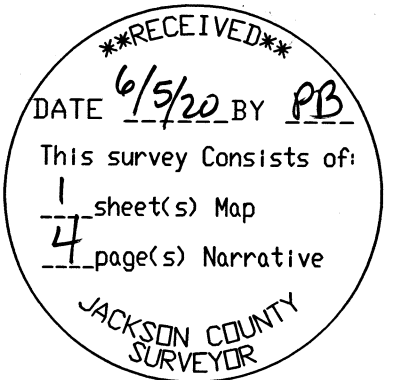 **RECEIVED**
DATE 6/5/20 BY PB
This survey Consists of:
1 sheet(s) Map
4 page(s) Narrative
JACKSON COUNTY
SURVEYOR